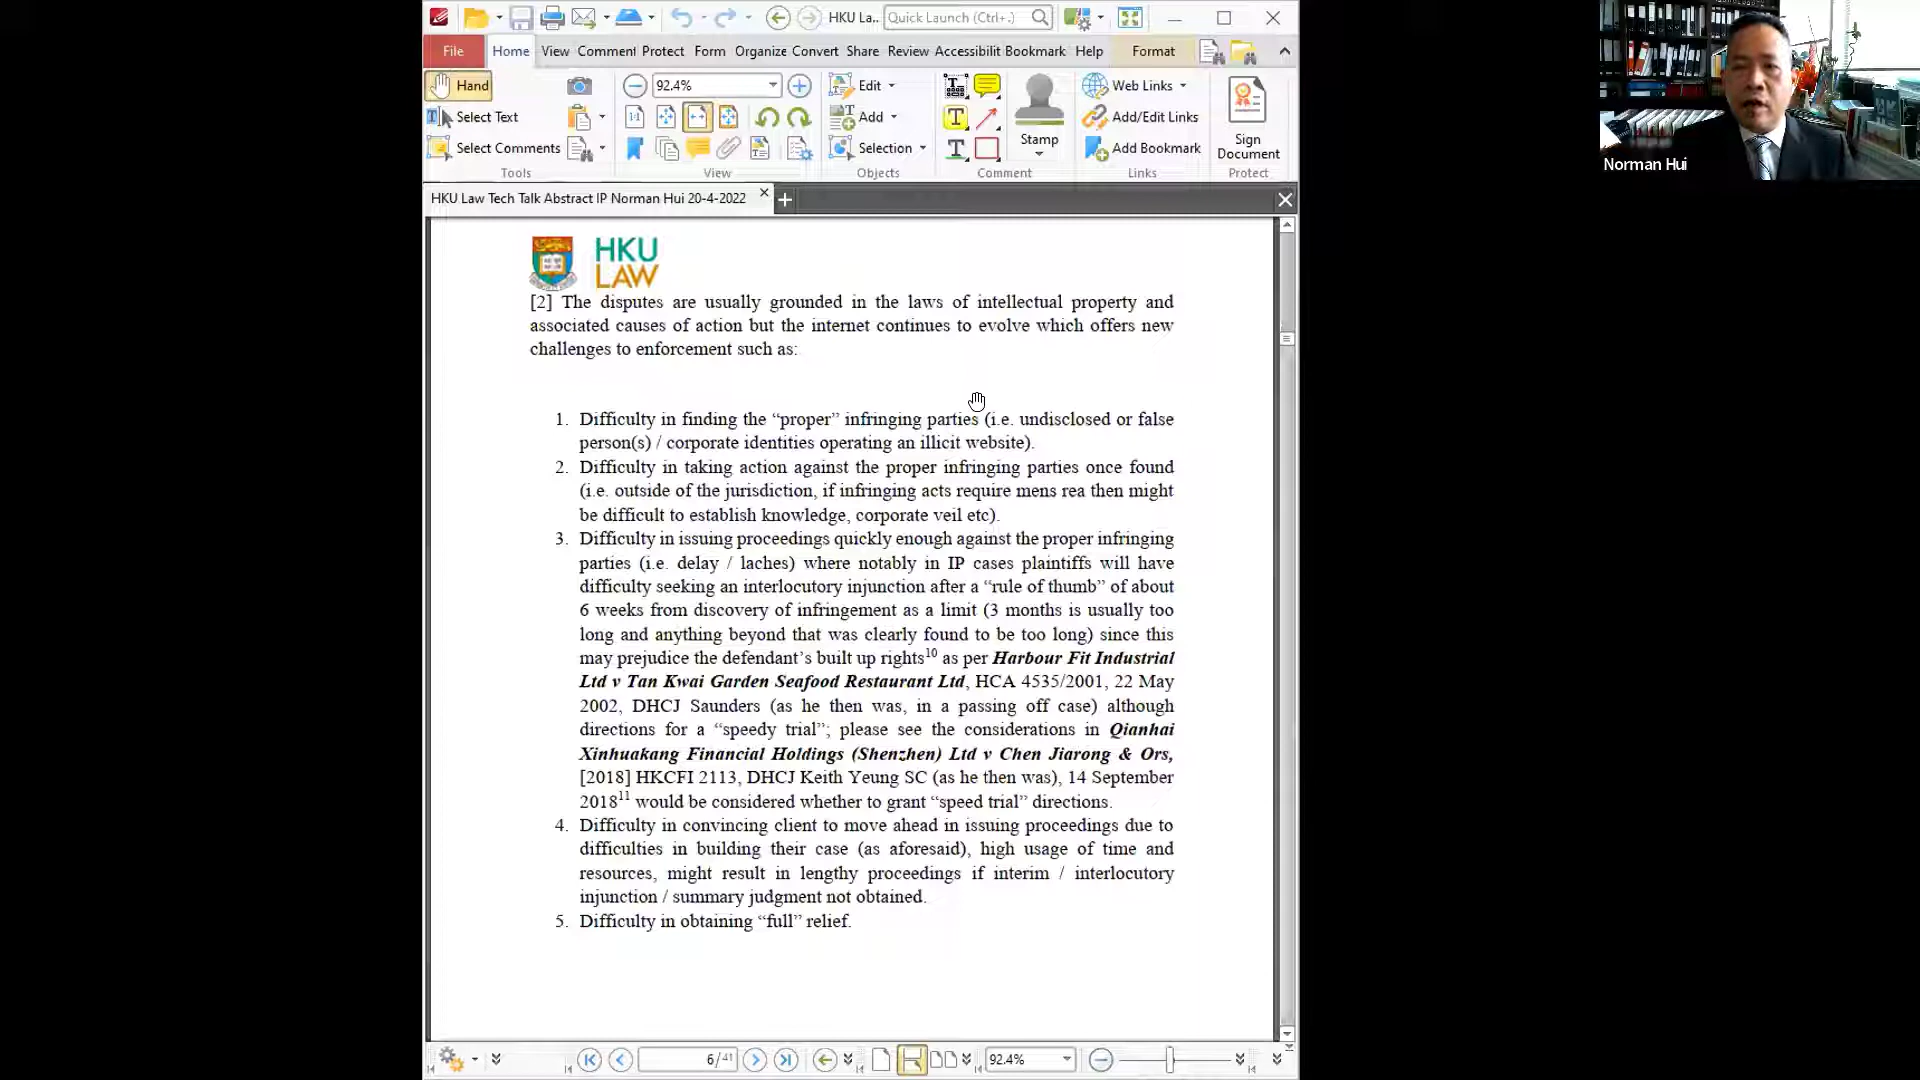 HKU La..
Quick Launch (Ctrl+.)
File Home View Comment Protect Form Organize Convert Share Review Accessibilit Bookmark Help Format
Hand
Select Text
Select Comments
Tools
92.4%
View
Edit
Add
Selection
Objects
Comment
Stamp
Web Links
Add/Edit Links
Add Bookmark
Links
Sign
Document
Protect
Norman Hui
HKU Law Tech Talk Abstract IP Norman Hui 20-4-2022
HKU
LAW
[2] The disputes are usually grounded in the laws of intellectual property and
associated causes of action but the internet continues to evolve which offers new
challenges to enforcement such as:
1. Difficulty in finding the “proper” infringing parties (i.e. undisclosed or false
person(s) / corporate identities operating an illicit website).
2. Difficulty in taking action against the proper infringing parties once found
(i.e. outside of the jurisdiction, if infringing acts require mens rea then might
be difficult to establish knowledge, corporate veil etc).
3. Difficulty in issuing proceedings quickly enough against the proper infringing
parties (i.e. delay / laches) where notably in IP cases plaintiffs will have
difficulty seeking an interlocutory injunction after a “rule of thumb” of about
6 weeks from discovery of infringement as a limit (3 months is usually too
long and anything beyond that was clearly found to be too long) since this
may prejudice the defendant’s built up rights10 as per Harbour Fit Industrial
Ltd v Tan Kwai Garden Seafood Restaurant Ltd, HCA 4535/2001, 22 May
2002, DHCJ Saunders (as he then was, in a passing off case) although
directions for a “speedy trial”; please see the considerations in Qianhai
Xinhuakang Financial Holdings (Shenzhen) Ltd v Chen Jiarong & Ors,
[2018] HKCFI 2113, DHCJ Keith Yeung SC (as he then was), 14 September
201811 would be considered whether to grant “speed trial” directions.
4. Difficulty in convincing client to move ahead in issuing proceedings due to
difficulties in building their case (as aforesaid), high usage of time and
resources, might result in lengthy proceedings if interim / interlocutory
injunction / summary judgment not obtained.
5. Difficulty in obtaining “full” relief.
6/41
92.4%